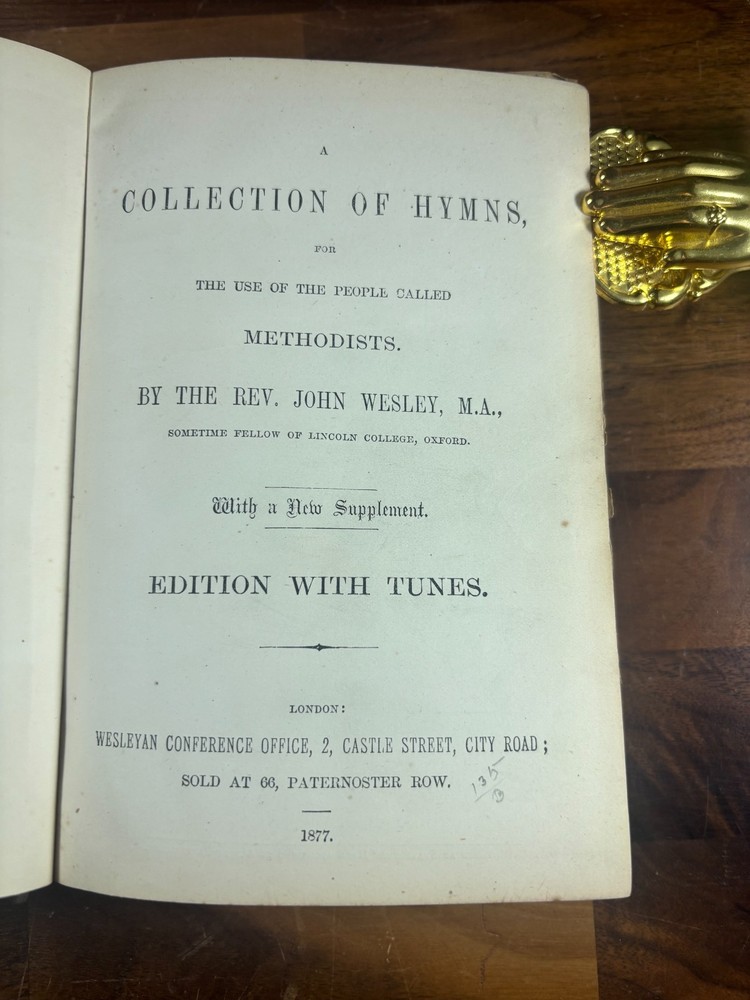 A
COLLECTION OF HYMNS,
FOR
THE USE OF THE PEOPLE CALLED
METHODISTS.
BY THE REV. JOHN WESLEY, M.A.,
SOMETIME FELLOW OF LINCOLN COLLEGE, OXFORD.
With a New Supplement.
EDITION WITH TUNES.
LONDON:
WESLEYAN CONFERENCE OFFICE, 2, CASTLE STREET, CITY ROAD;
SOLD AT 66, PATERNOSTER ROW.
1877.